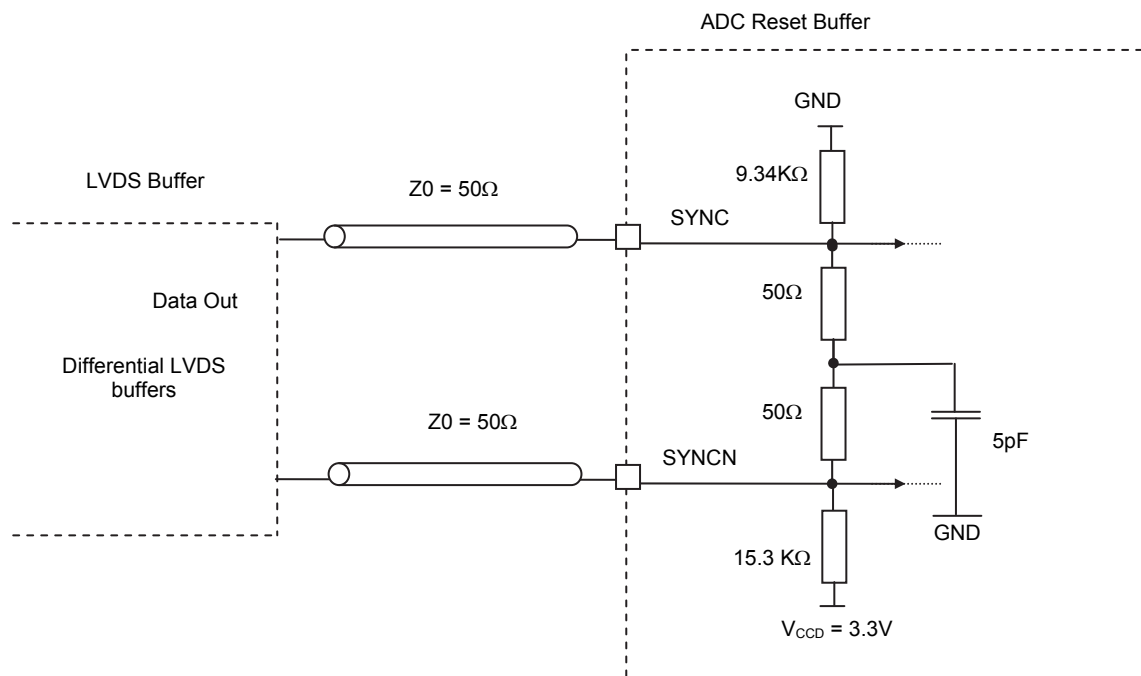 ADC Reset Buffer
GND
LVDS Buffer
Z0 = 50Ω
9.34KΩ
SYNC
Data Out
50Ω
Differential LVDS
buffers
Z0 = 50Ω
50Ω
5pF
SYNCN
GND
15.3 KΩ
VCCD = 3.3V